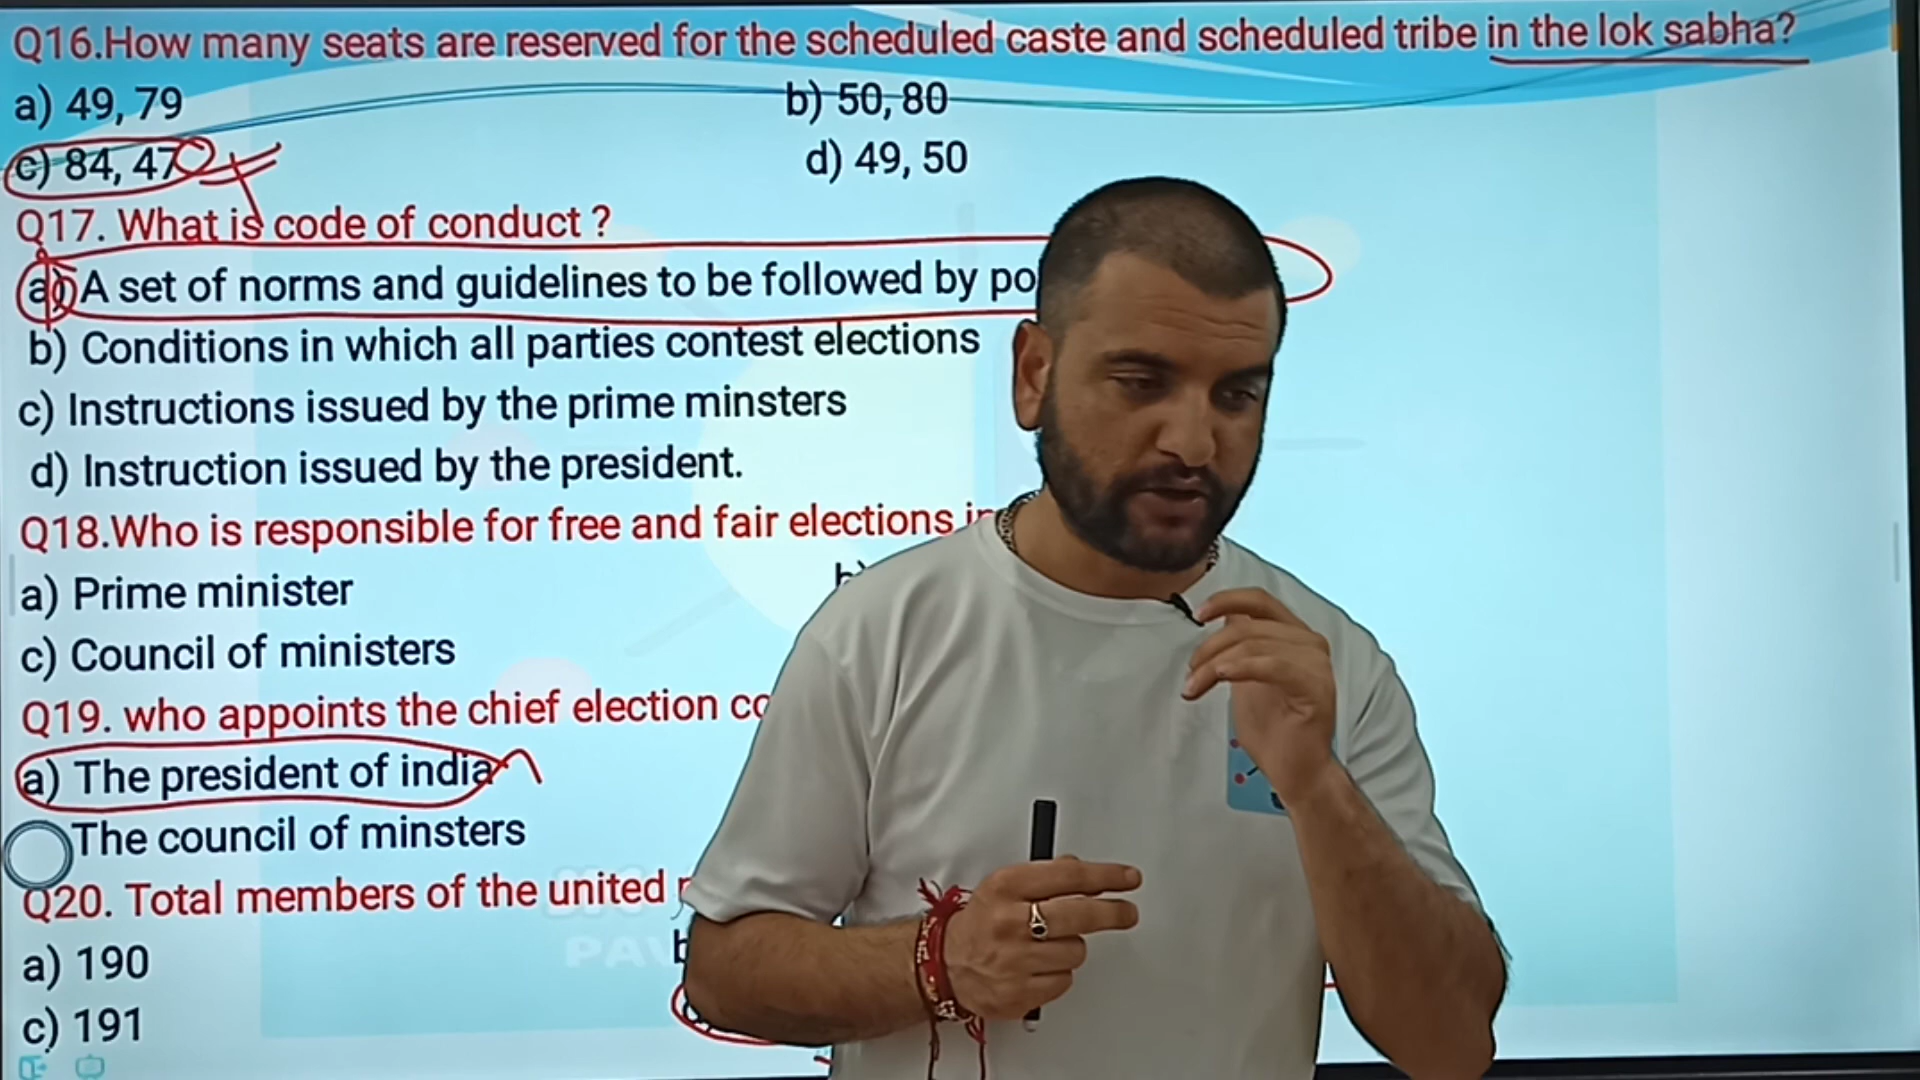 Q16.How many seats are reserved for the scheduled caste and scheduled tribe in the lok sabha?
a) 49, 79 b) 50, 80
c) 84, 47 d) 49, 50
Q17. What is code of conduct ?
a) A set of norms and guidelines to be followed by
b) Conditions in which all parties contest elections
c) Instructions issued by the prime minsters
d) Instruction issued by the president.
Q18.Who is responsible for free and fair elections
a) Prime minister
c) Council of ministers
Q19. who appoints the chief election
a) The president of india
The council of minsters
Q20. Total members of the united
a) 190
c) 191